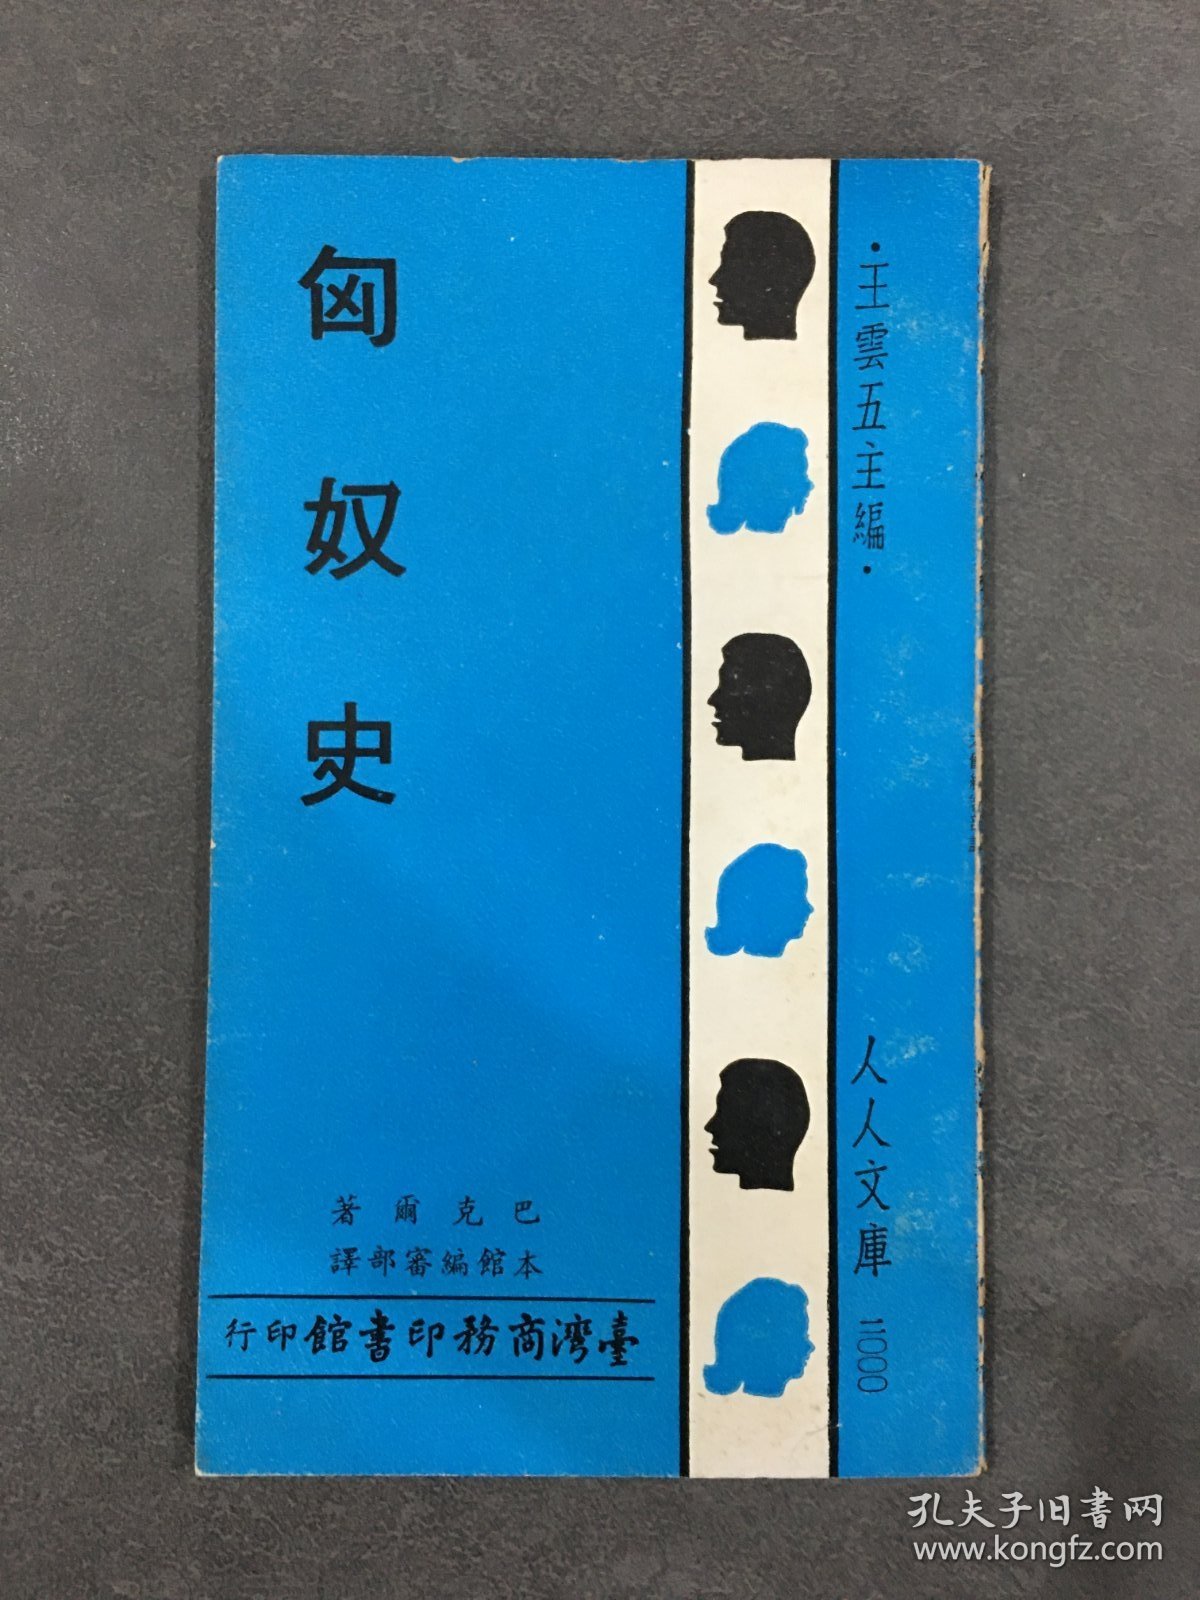 ·王雲五主編·
人人文庫 二〇〇〇
匈奴史
巴克爾著
本館編審部譯
臺灣商務印書館印行
孔夫子旧书网
www.kongfz.com